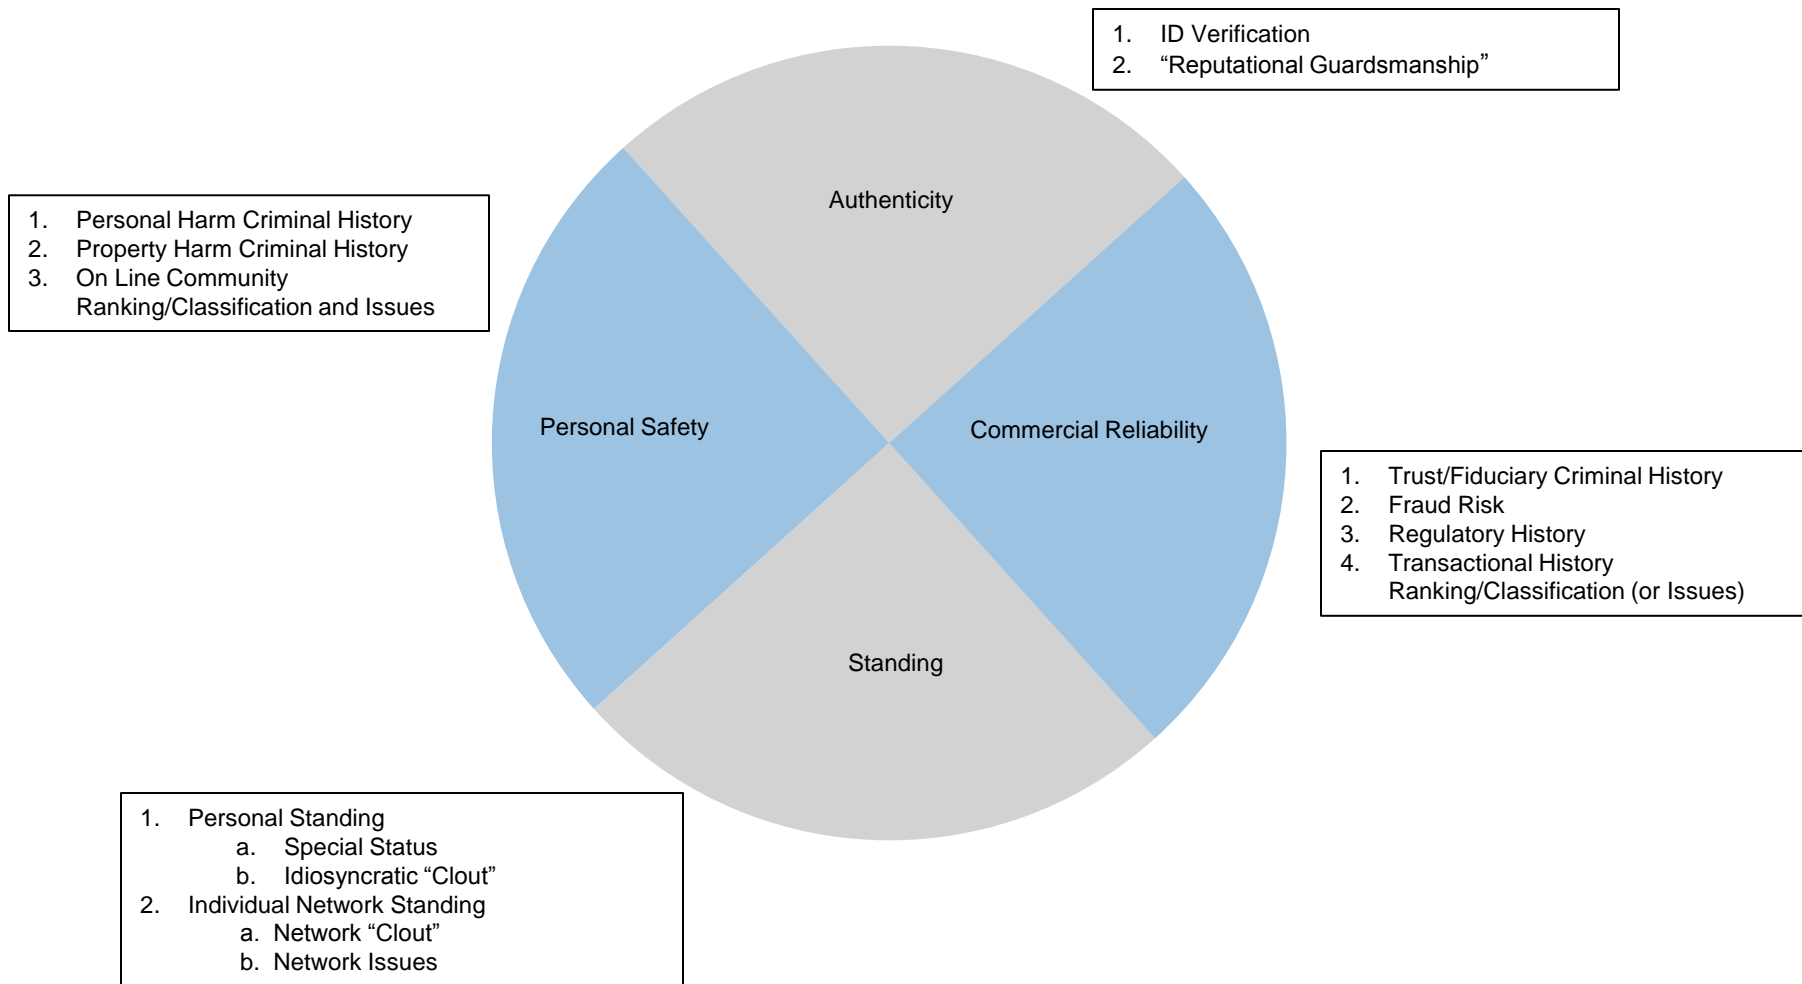 1. ID Verification
2. “Reputational Guardsmanship”
Authenticity
1. Personal Harm Criminal History
2. Property Harm Criminal History
3. On Line Community
Ranking/Classification and Issues
Personal Safety
Commercial Reliability
1. Trust/Fiduciary Criminal History
2. Fraud Risk
3. Regulatory History
4. Transactional History
Ranking/Classification (or Issues)
Standing
1. Personal Standing
a. Special Status
b. Idiosyncratic “Clout”
2. Individual Network Standing
a. Network “Clout”
b. Network Issues